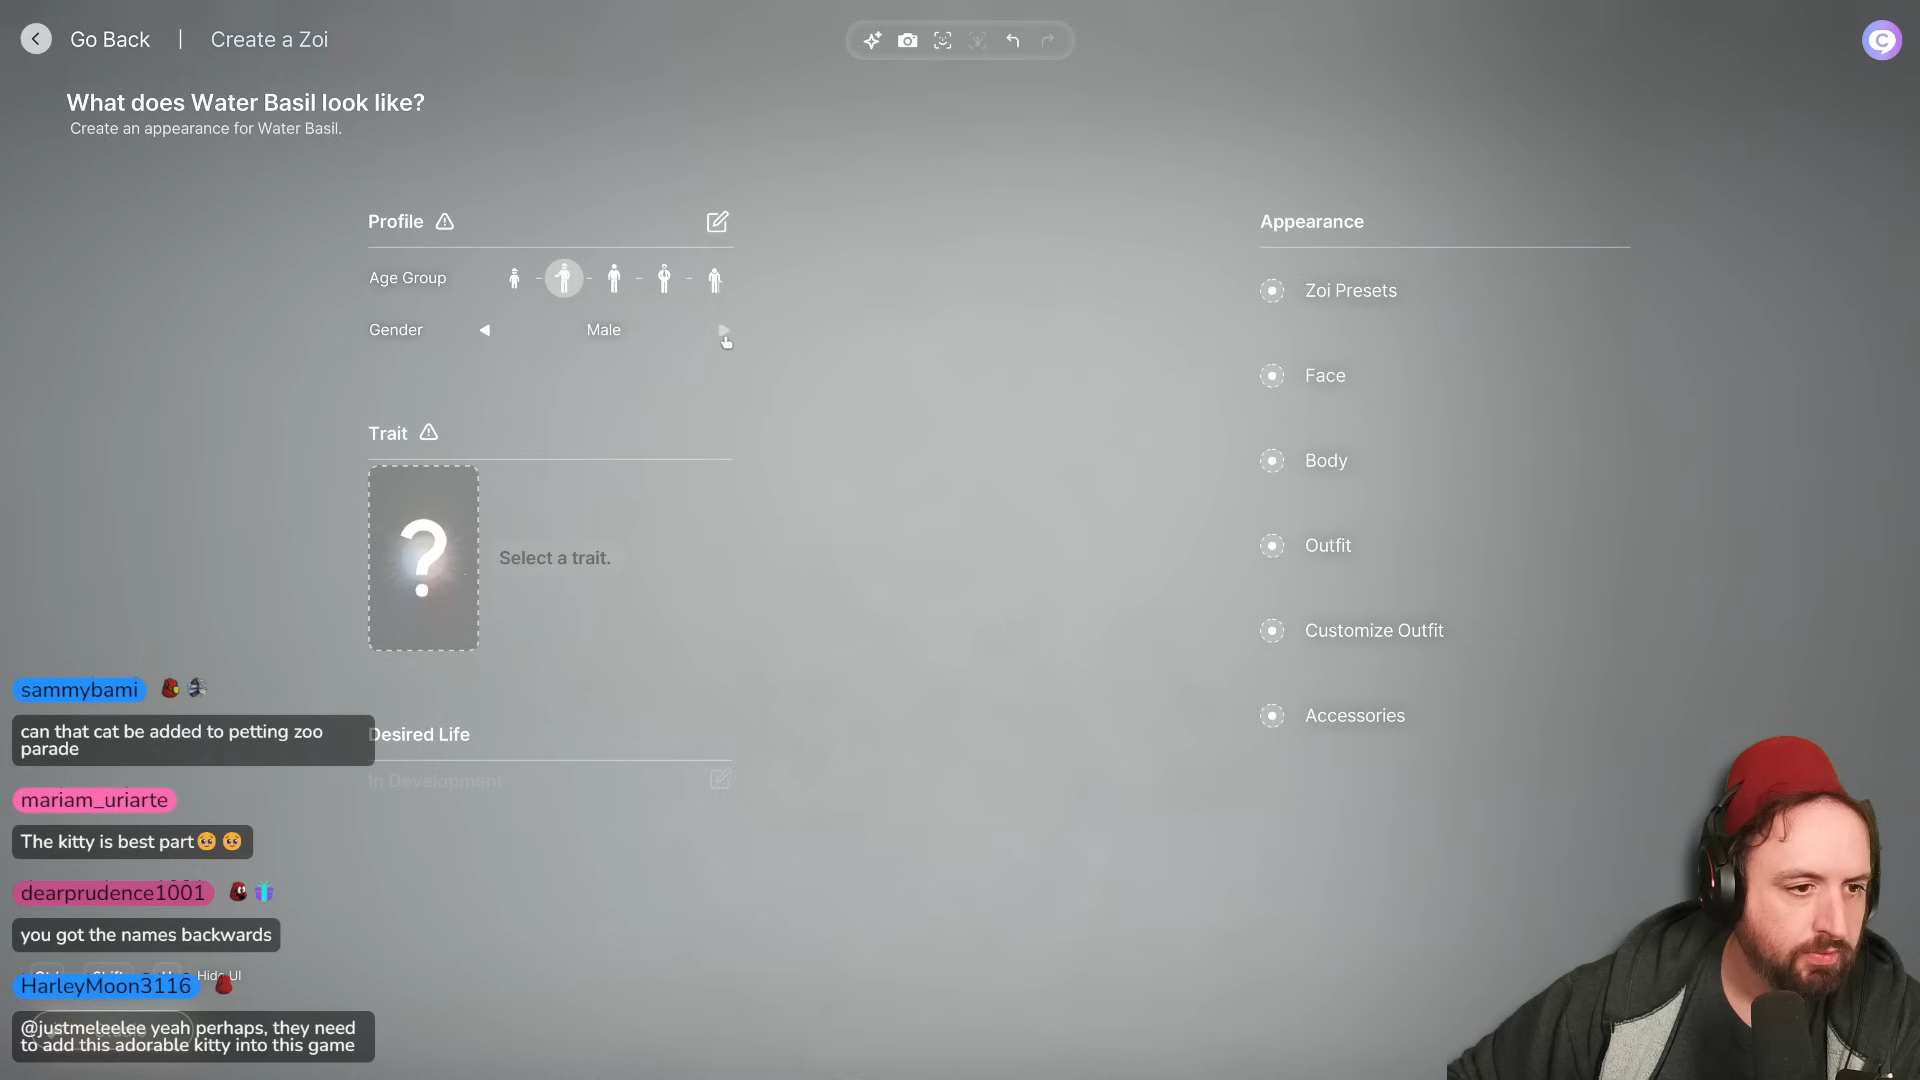 Go Back | Create a Zoi
What does Water Basil look like?
Create an appearance for Water Basil.
Profile
Age Group
Gender
Male
Trait
Select a trait.
Desired Life
In Development
Appearance
Zoi Presets
Face
Body
Outfit
Customize Outfit
Accessories
sammybami
can that cat be added to petting zoo
parade
mariam_uriarte
The kitty is best part
dearprudence1001
you got the names backwards
Hide UI
HarleyMoon3116
@justmeleelee yeah perhaps, they need
to add this adorable kitty into this game